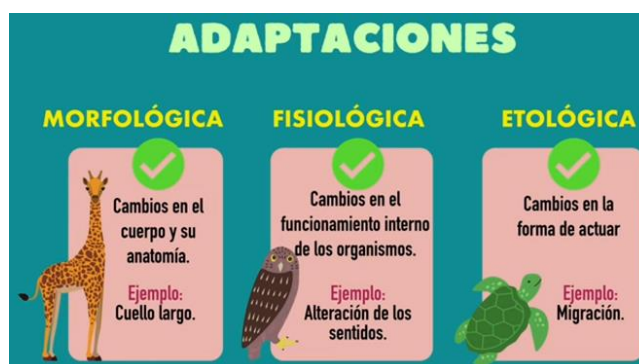 ADAPTACIONES
MORFOLÓGICA
Cambios en el
cuerpo y su
anatomía.
Ejemplo:
Cuello largo.
FISIOLÓGICA
Cambios en el
funcionamiento interno
de los organismos.
Ejemplo:
Alteración de los
sentidos.
ETOLÓGICA
Cambios en la
forma de actuar
Ejemplo:
Migración.